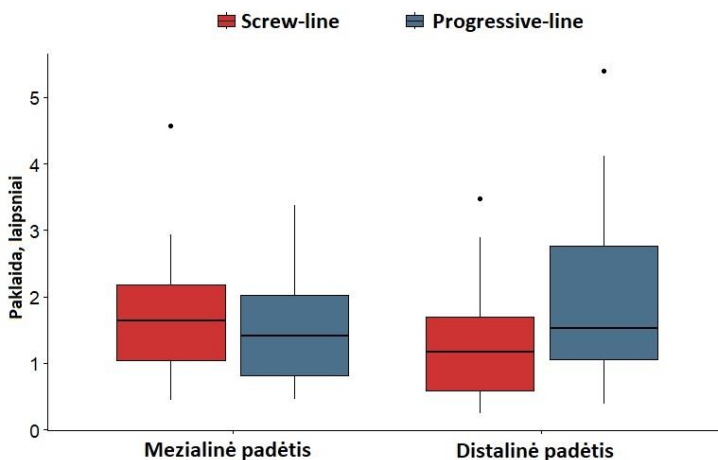 Screw-line Progressive-line
Paklaida, laipsniai
5
4
3
2
1
0
Mezialinė padėtis Distalinė padėtis